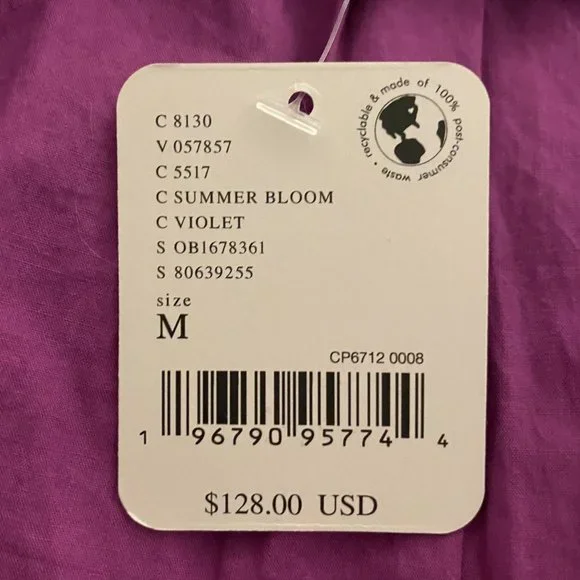 recyclable & made of 100% post-consumer waste •
C 8130
V 057857
C 5517
C SUMMER BLOOM
C VIOLET
S OB1678361
S 80639255
size
M
CP6712 0008
1 96790 95774 4
$128.00 USD